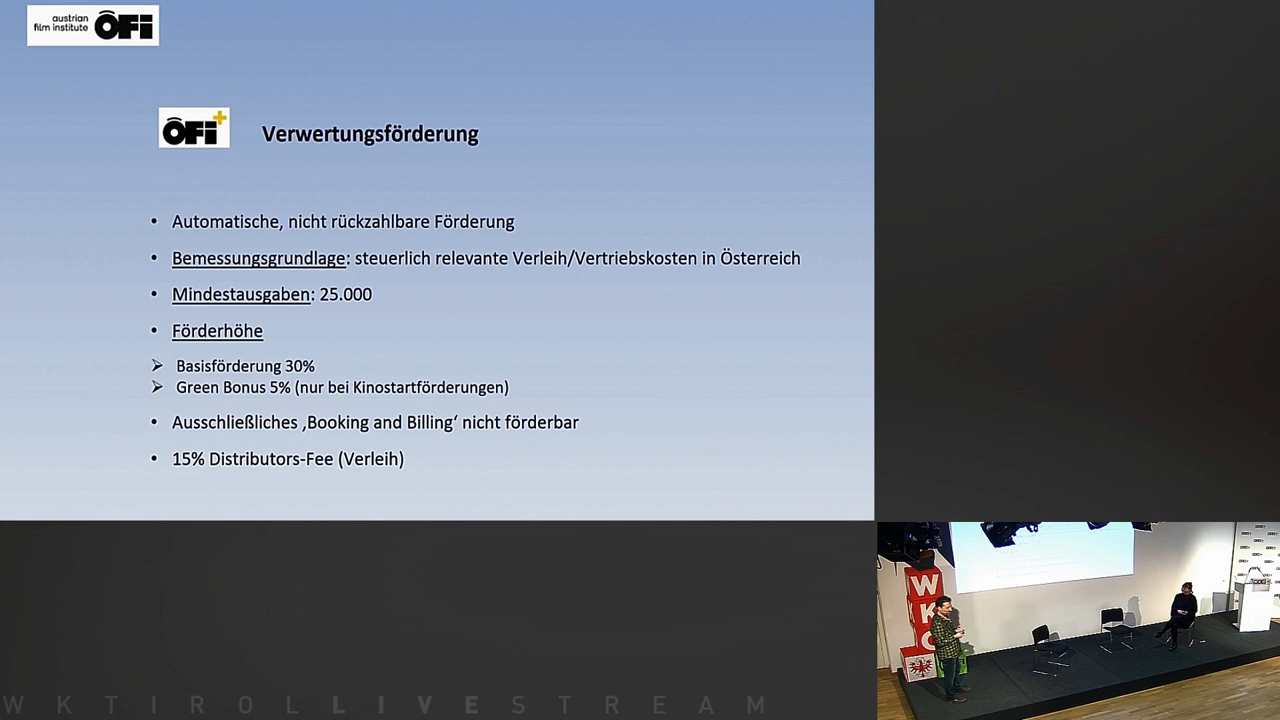 austrian
film institute ÖFi
ÖFi+ Verwertungsförderung
• Automatische, nicht rückzahlbare Förderung
• Bemessungsgrundlage: steuerlich relevante Verleih/Vertriebskosten in Österreich
• Mindestausgaben: 25.000
• Förderhöhe
➢ Basisförderung 30%
➢ Green Bonus 5% (nur bei Kinostartförderungen)
• Ausschließliches ‚Booking and Billing‘ nicht förderbar
• 15% Distributors-Fee (Verleih)
W
K
O
WKTIROLLIVESTREAM